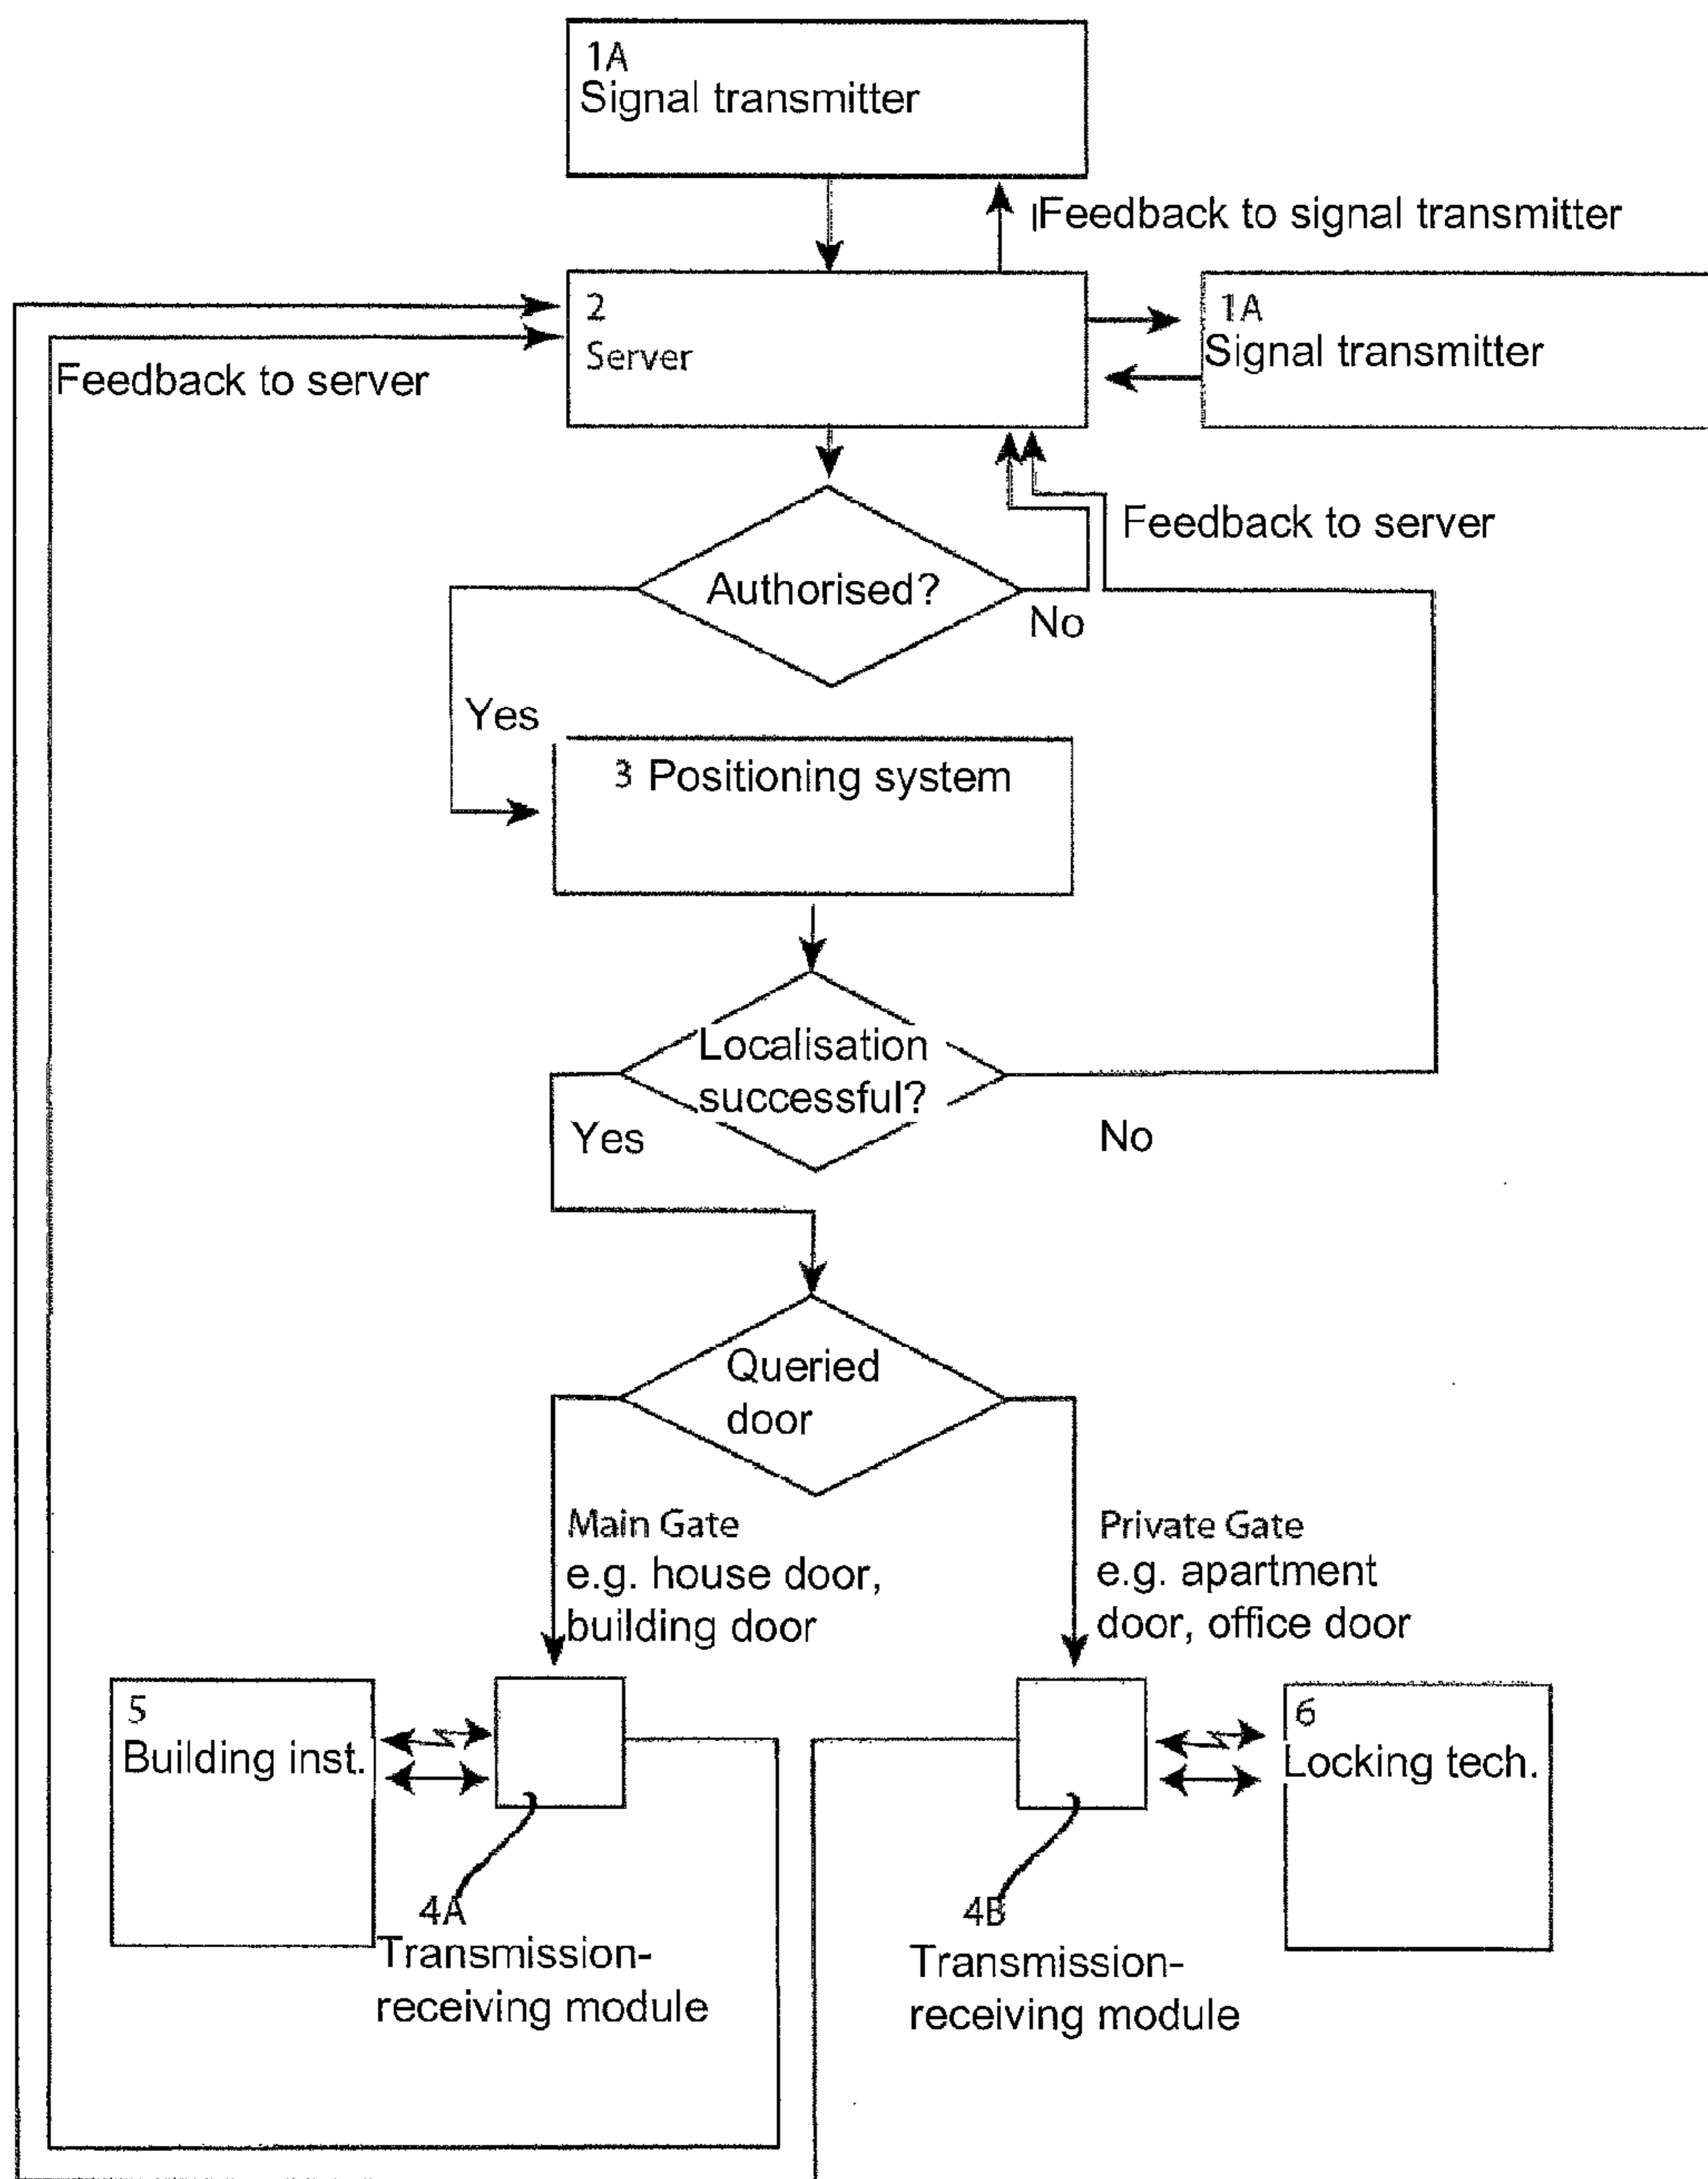 1A
Signal transmitter
Feedback to signal transmitter
2
Server
1A
Signal transmitter
Feedback to server
Feedback to server
Authorised?
No
Yes
3 Positioning system
Localisation
successful?
Yes
No
Queried
door
Main Gate
e.g. house door,
building door
Private Gate
e.g. apartment
door, office door
5
Building inst.
6
Locking tech.
4A
Transmission-
receiving module
4B
Transmission-
receiving module